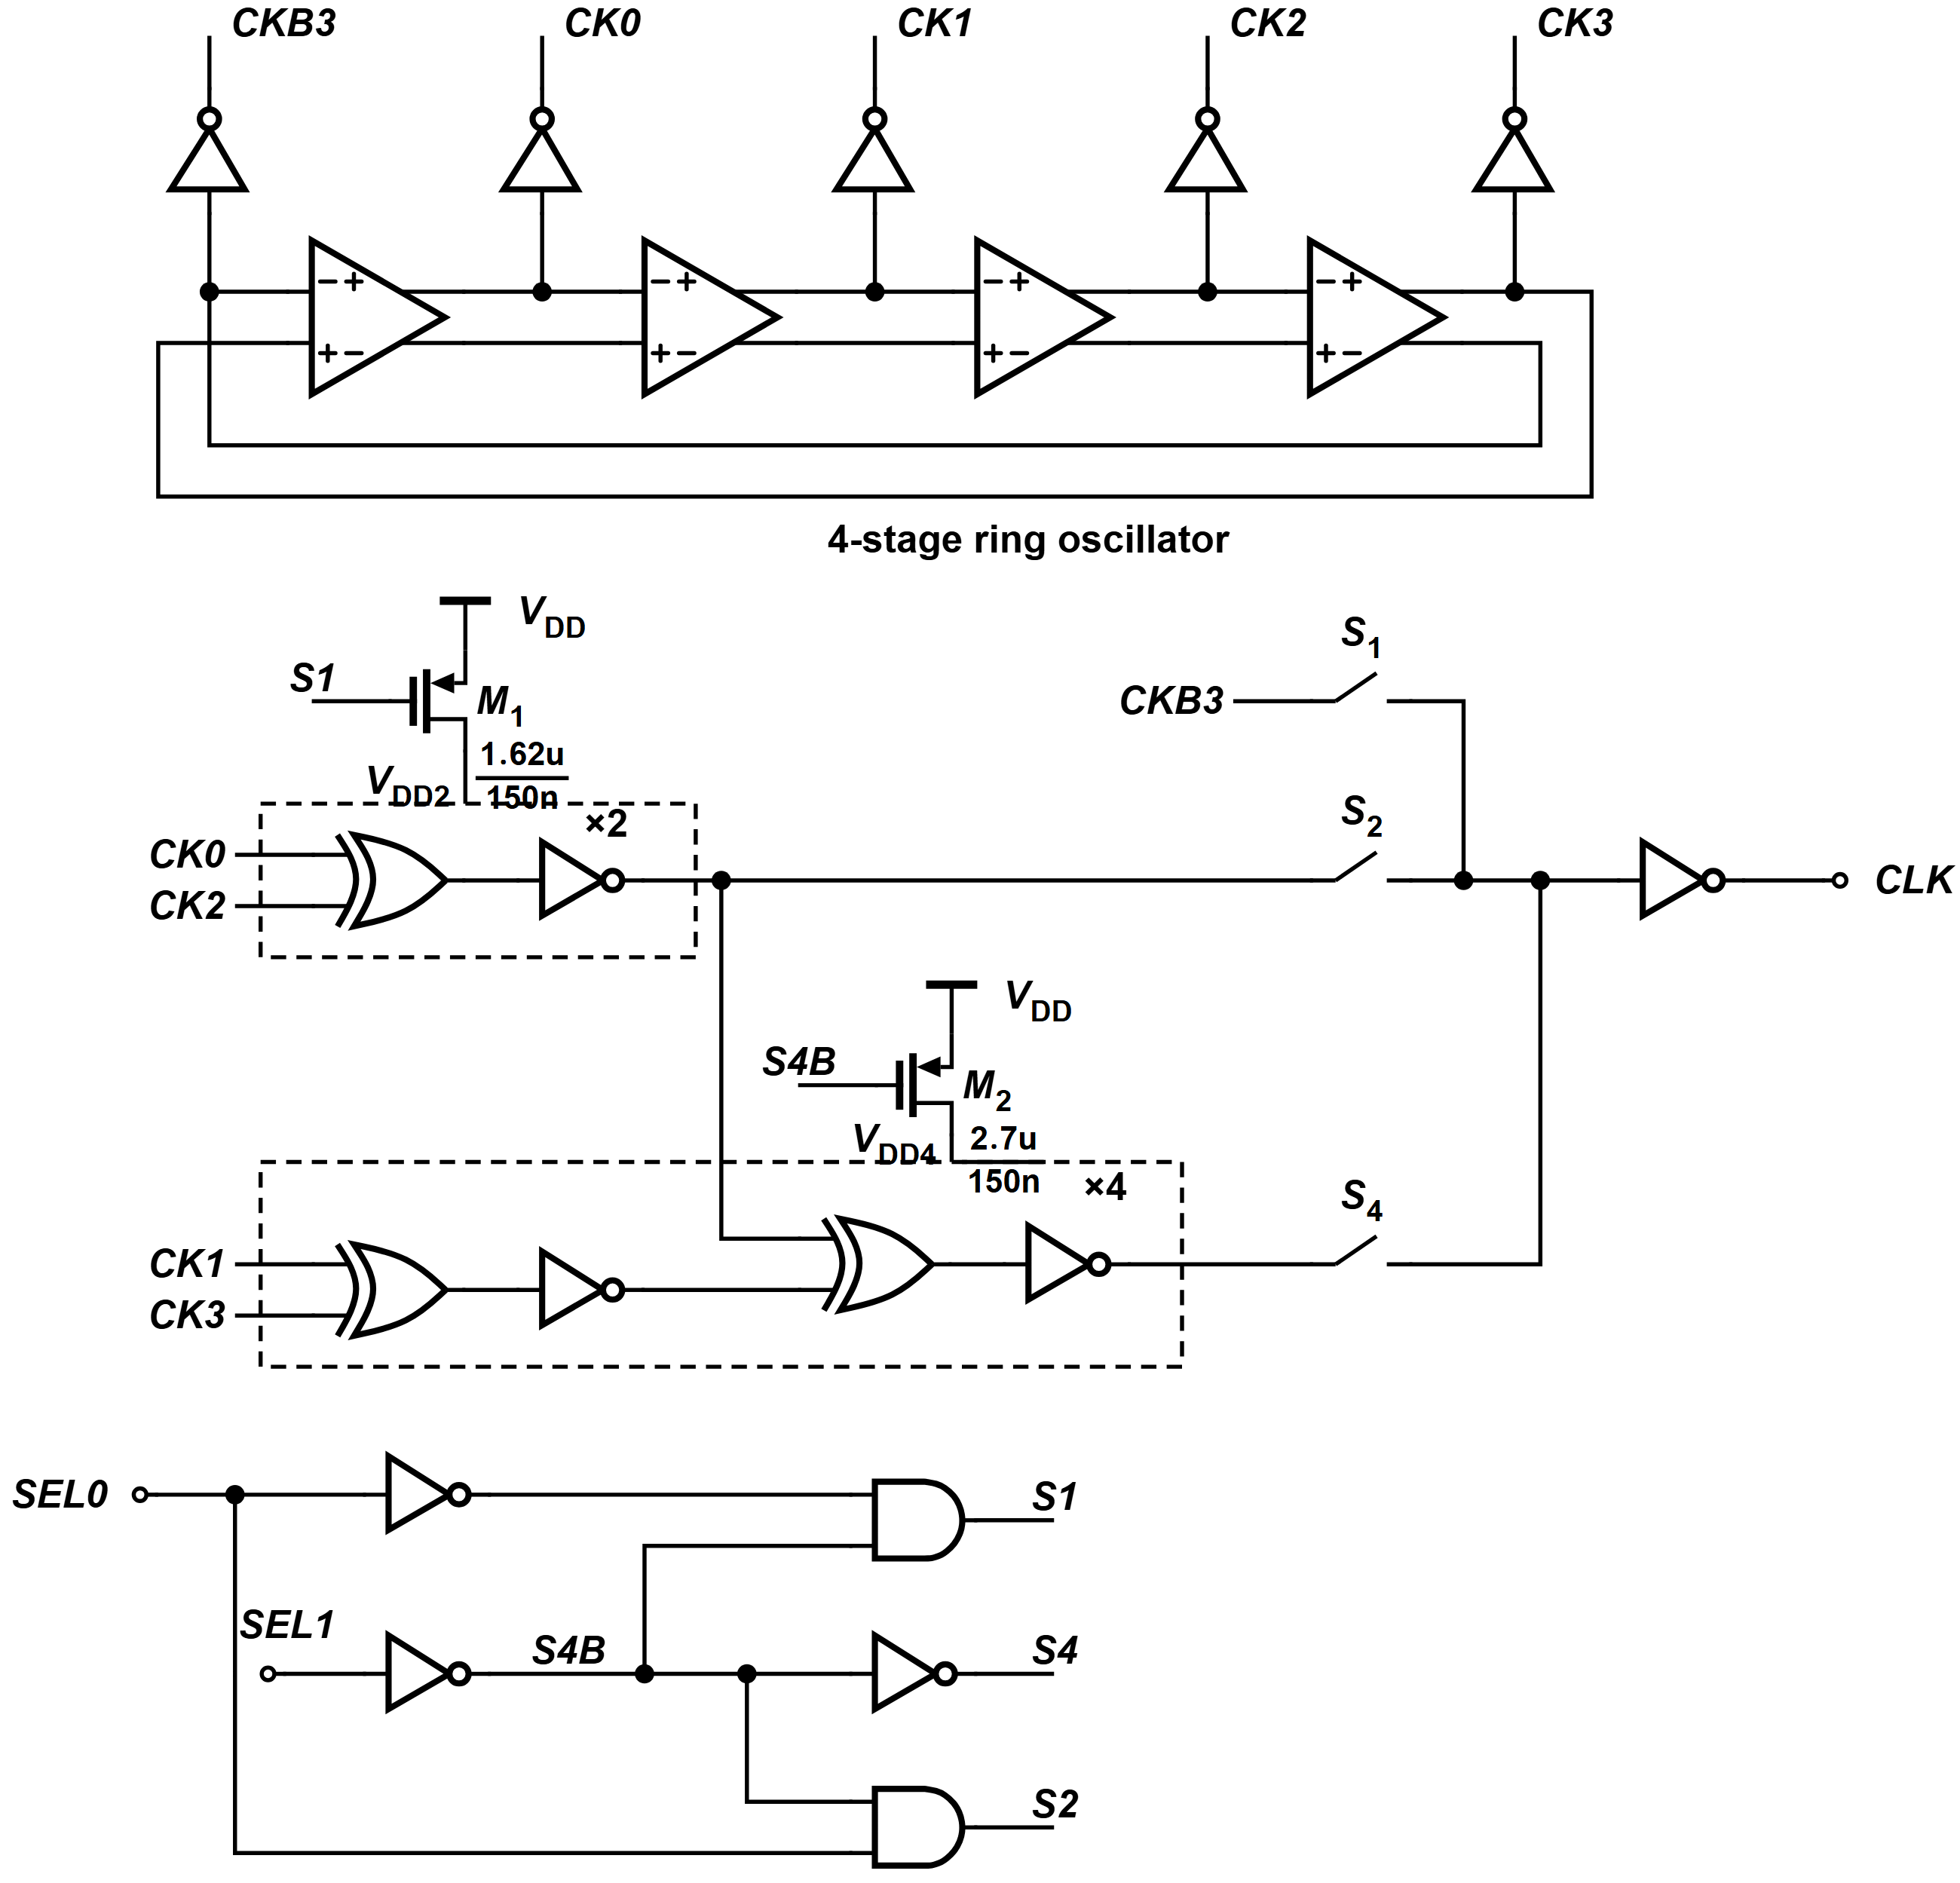 CKB3 CK0 CK1 CK2 CK3
− + − + − + − +
+ − + − + − + −
4-stage ring oscillator
VDD
S1
M1
1.62u
150n
VDD2
×2
CK0
CK2
CKB3
S1
S2
CLK
VDD
S4B
M2
2.7u
150n
VDD4
×4
CK1
CK3
S4
SEL0
S1
SEL1
S4B
S4
S2